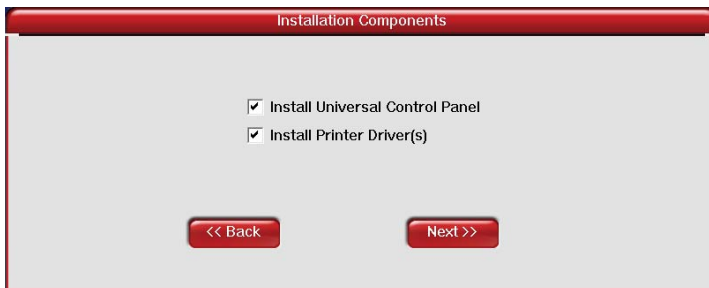 Installation Components
Install Universal Control Panel
Install Printer Driver(s)
<< Back
Next >>